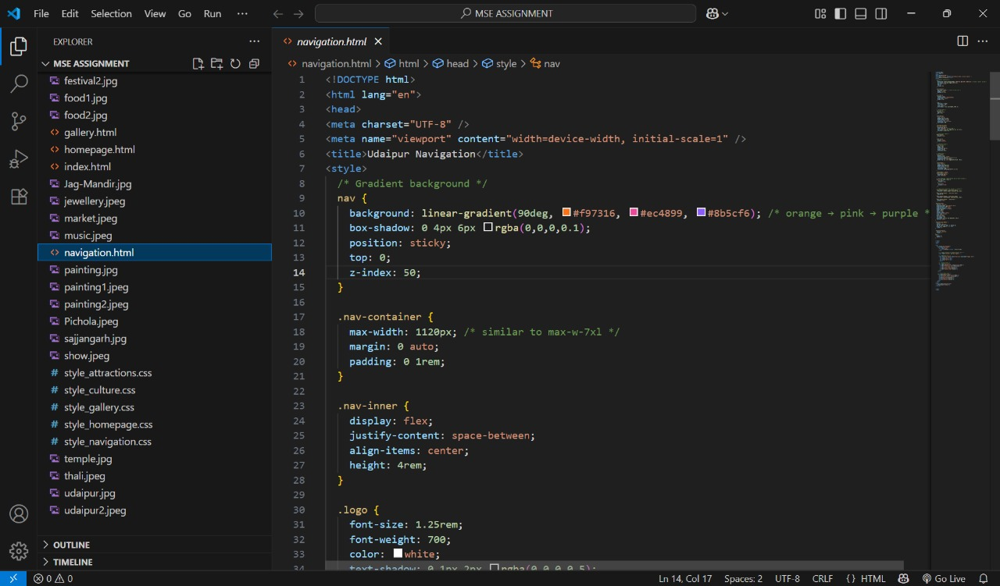 File Edit Selection View Go Run ··· MSE ASSIGNMENT
EXPLORER ···
MSE ASSIGNMENT
festival2.jpg
food1.jpg
food2.jpg
gallery.html
homepage.html
index.html
Jag-Mandir.jpg
jewellery.jpeg
market.jpeg
music.jpeg
navigation.html
painting.jpg
painting1.jpeg
painting2.jpeg
Pichola.jpeg
sajjangarh.jpg
show.jpeg
# style_attractions.css
# style_culture.css
# style_gallery.css
# style_homepage.css
# style_navigation.css
temple.jpg
thali.jpeg
udaipur.jpg
udaipur2.jpeg
OUTLINE
TIMELINE
<> navigation.html ×
<> navigation.html > html > head > style > nav
1 <!DOCTYPE html>
2 <html lang="en">
3 <head>
4 <meta charset="UTF-8" />
5 <meta name="viewport" content="width=device-width, initial-scale=1" />
6 <title>Udaipur Navigation</title>
7 <style>
8 /* Gradient background */
9 nav {
10 background: linear-gradient(90deg, #f97316, #ec4899, #8b5cf6); /* orange → pink → purple *
11 box-shadow: 0 4px 6px rgba(0,0,0,0.1);
12 position: sticky;
13 top: 0;
14 z-index: 50;
15 }
16
17 .nav-container {
18 max-width: 1120px; /* similar to max-w-7xl */
19 margin: 0 auto;
20 padding: 0 1rem;
21 }
22
23 .nav-inner {
24 display: flex;
25 justify-content: space-between;
26 align-items: center;
27 height: 4rem;
28 }
29
30 .logo {
31 font-size: 1.25rem;
32 font-weight: 700;
33 color: white;
34 text-shadow: 0 1px 2px rgba(0,0,0,0.5);
0 0 Ln 14, Col 17 Spaces: 2 UTF-8 CRLF {} HTML Go Live